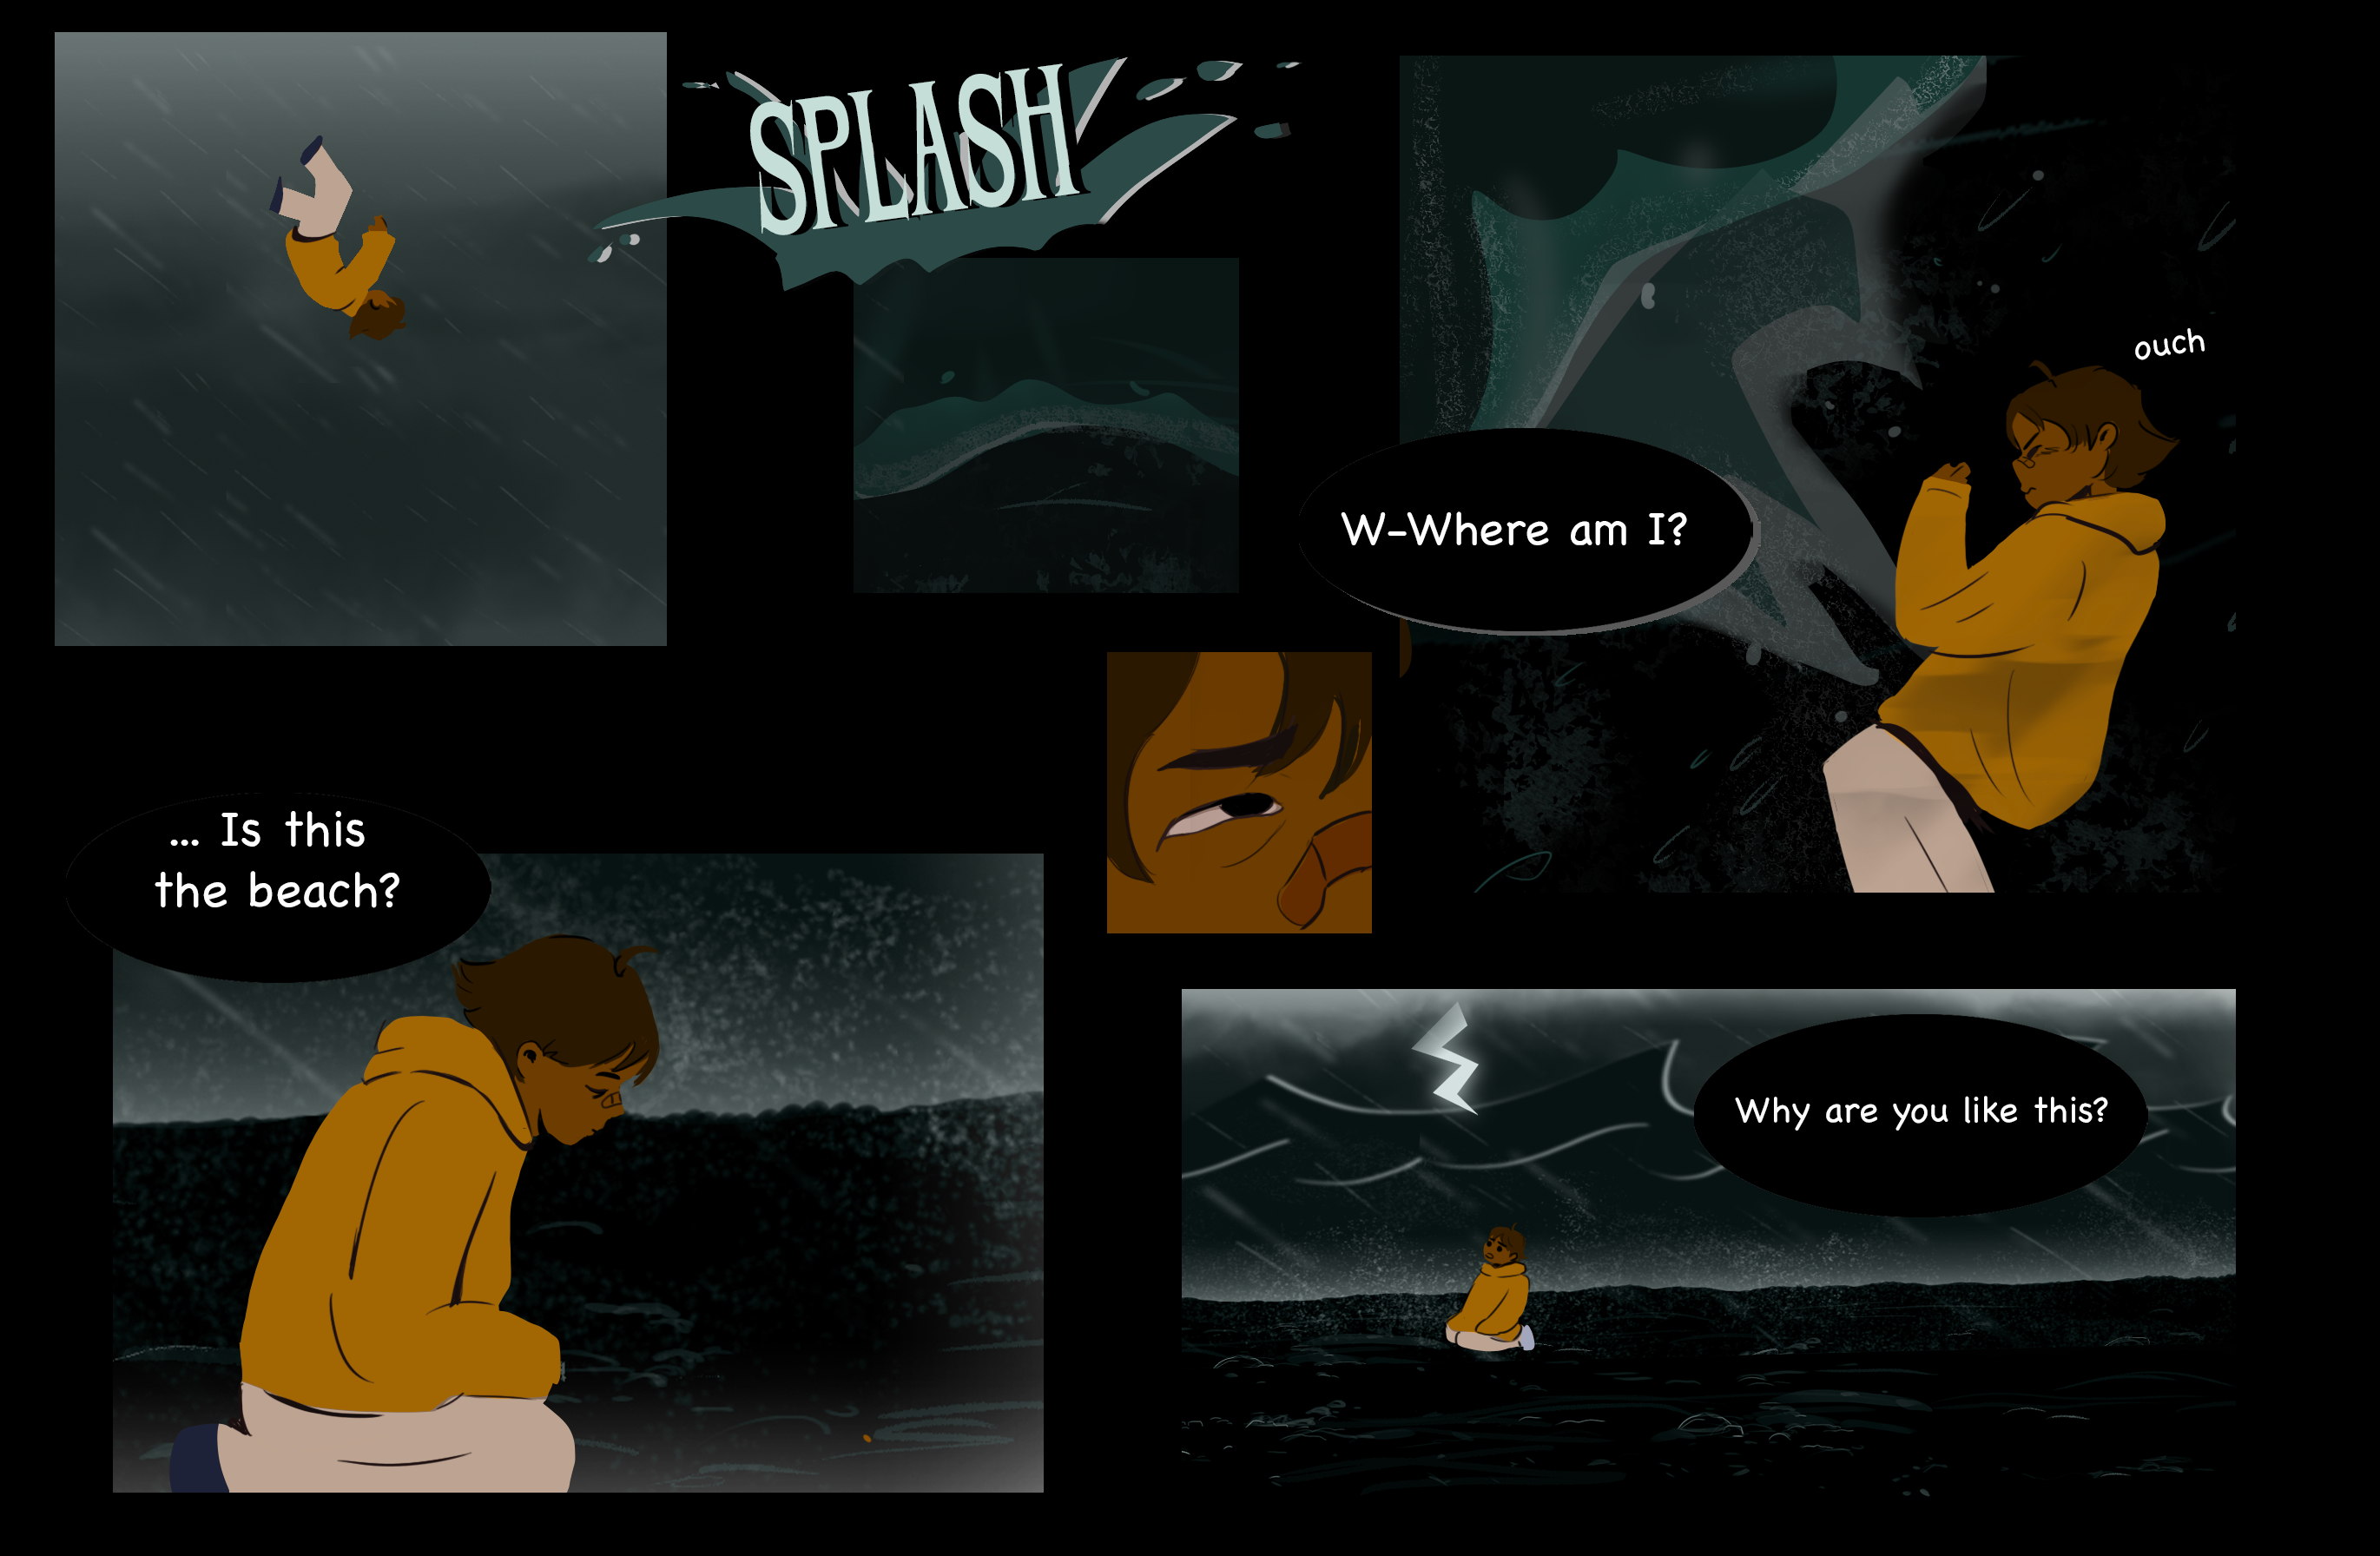 SPLASH
ouch
W-Where am I?
... Is this
the beach?
Why are you like this?